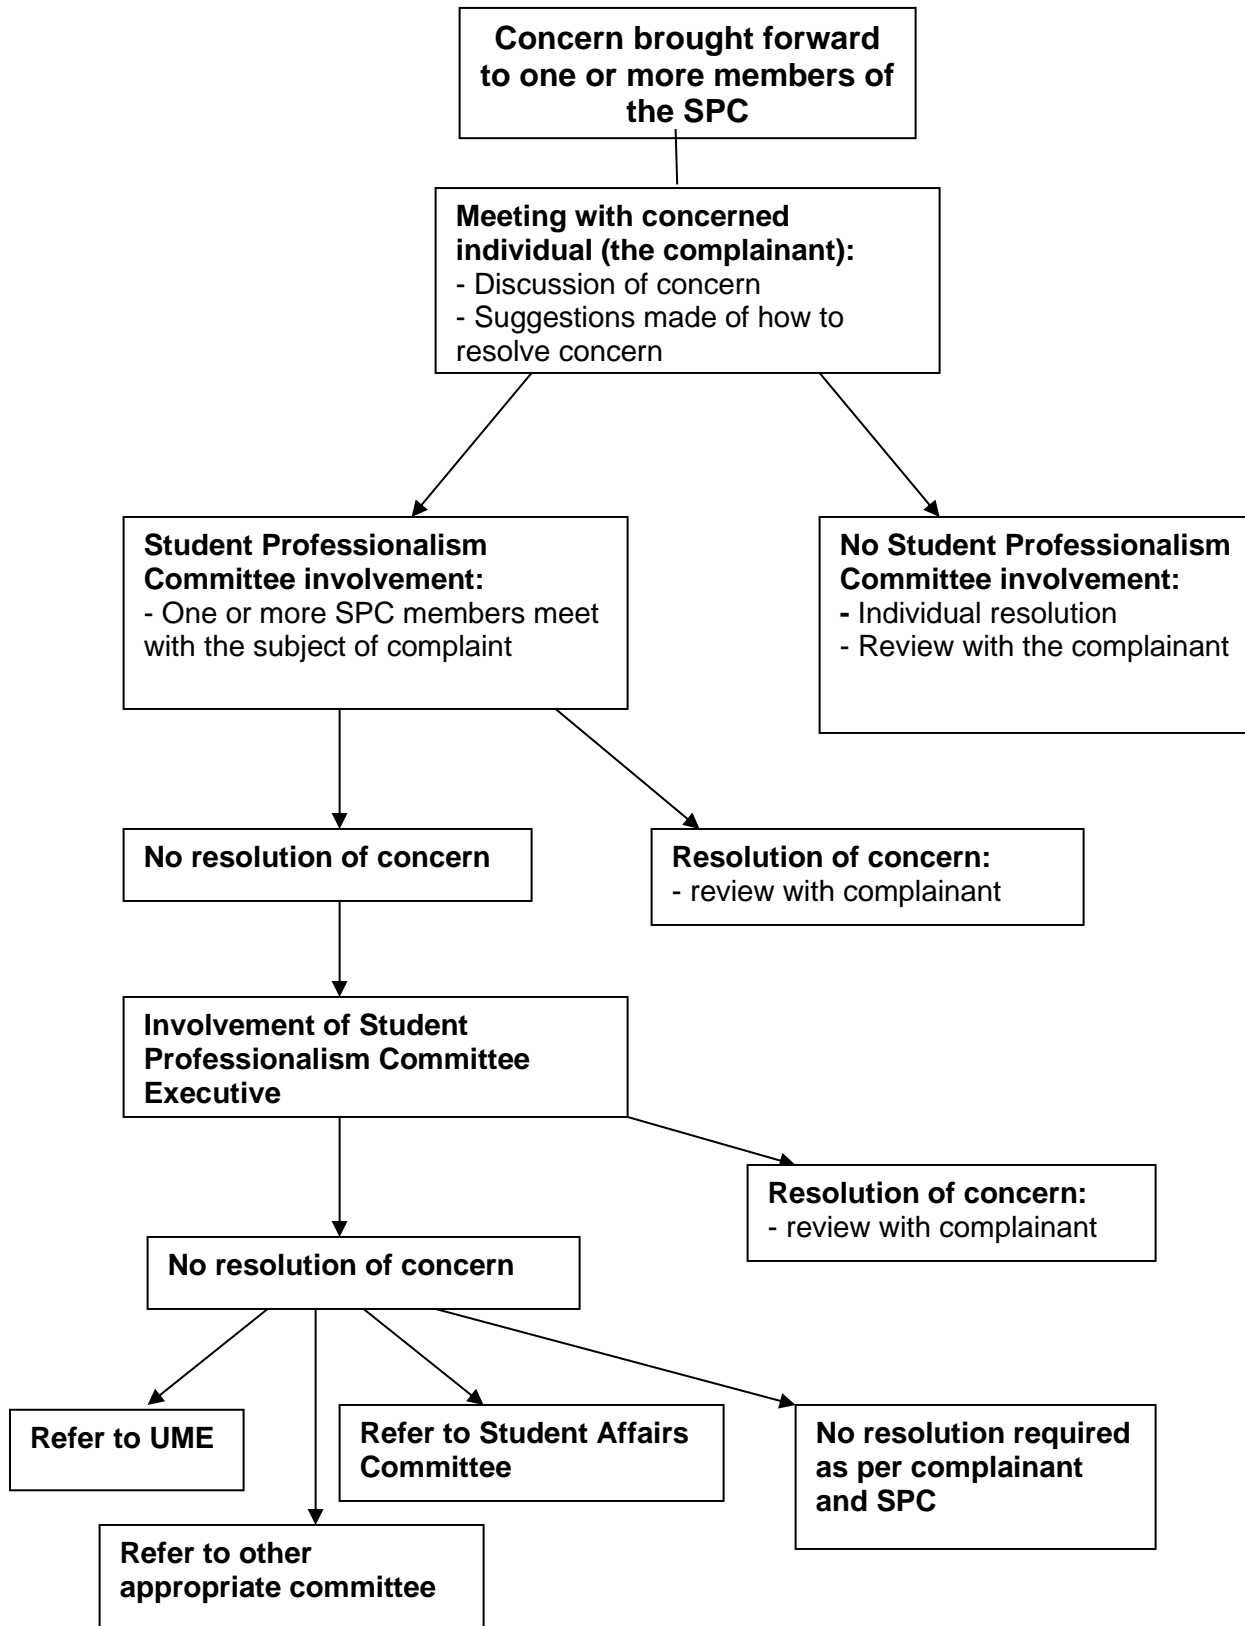 Concern brought forward
to one or more members of
the SPC
Meeting with concerned
individual (the complainant):
- Discussion of concern
- Suggestions made of how to
resolve concern
Student Professionalism
Committee involvement:
- One or more SPC members meet
with the subject of complaint
No Student Professionalism
Committee involvement:
- Individual resolution
- Review with the complainant
No resolution of concern
Resolution of concern:
- review with complainant
Involvement of Student
Professionalism Committee
Executive
Resolution of concern:
- review with complainant
No resolution of concern
Refer to UME
Refer to Student Affairs
Committee
No resolution required
as per complainant
and SPC
Refer to other
appropriate committee